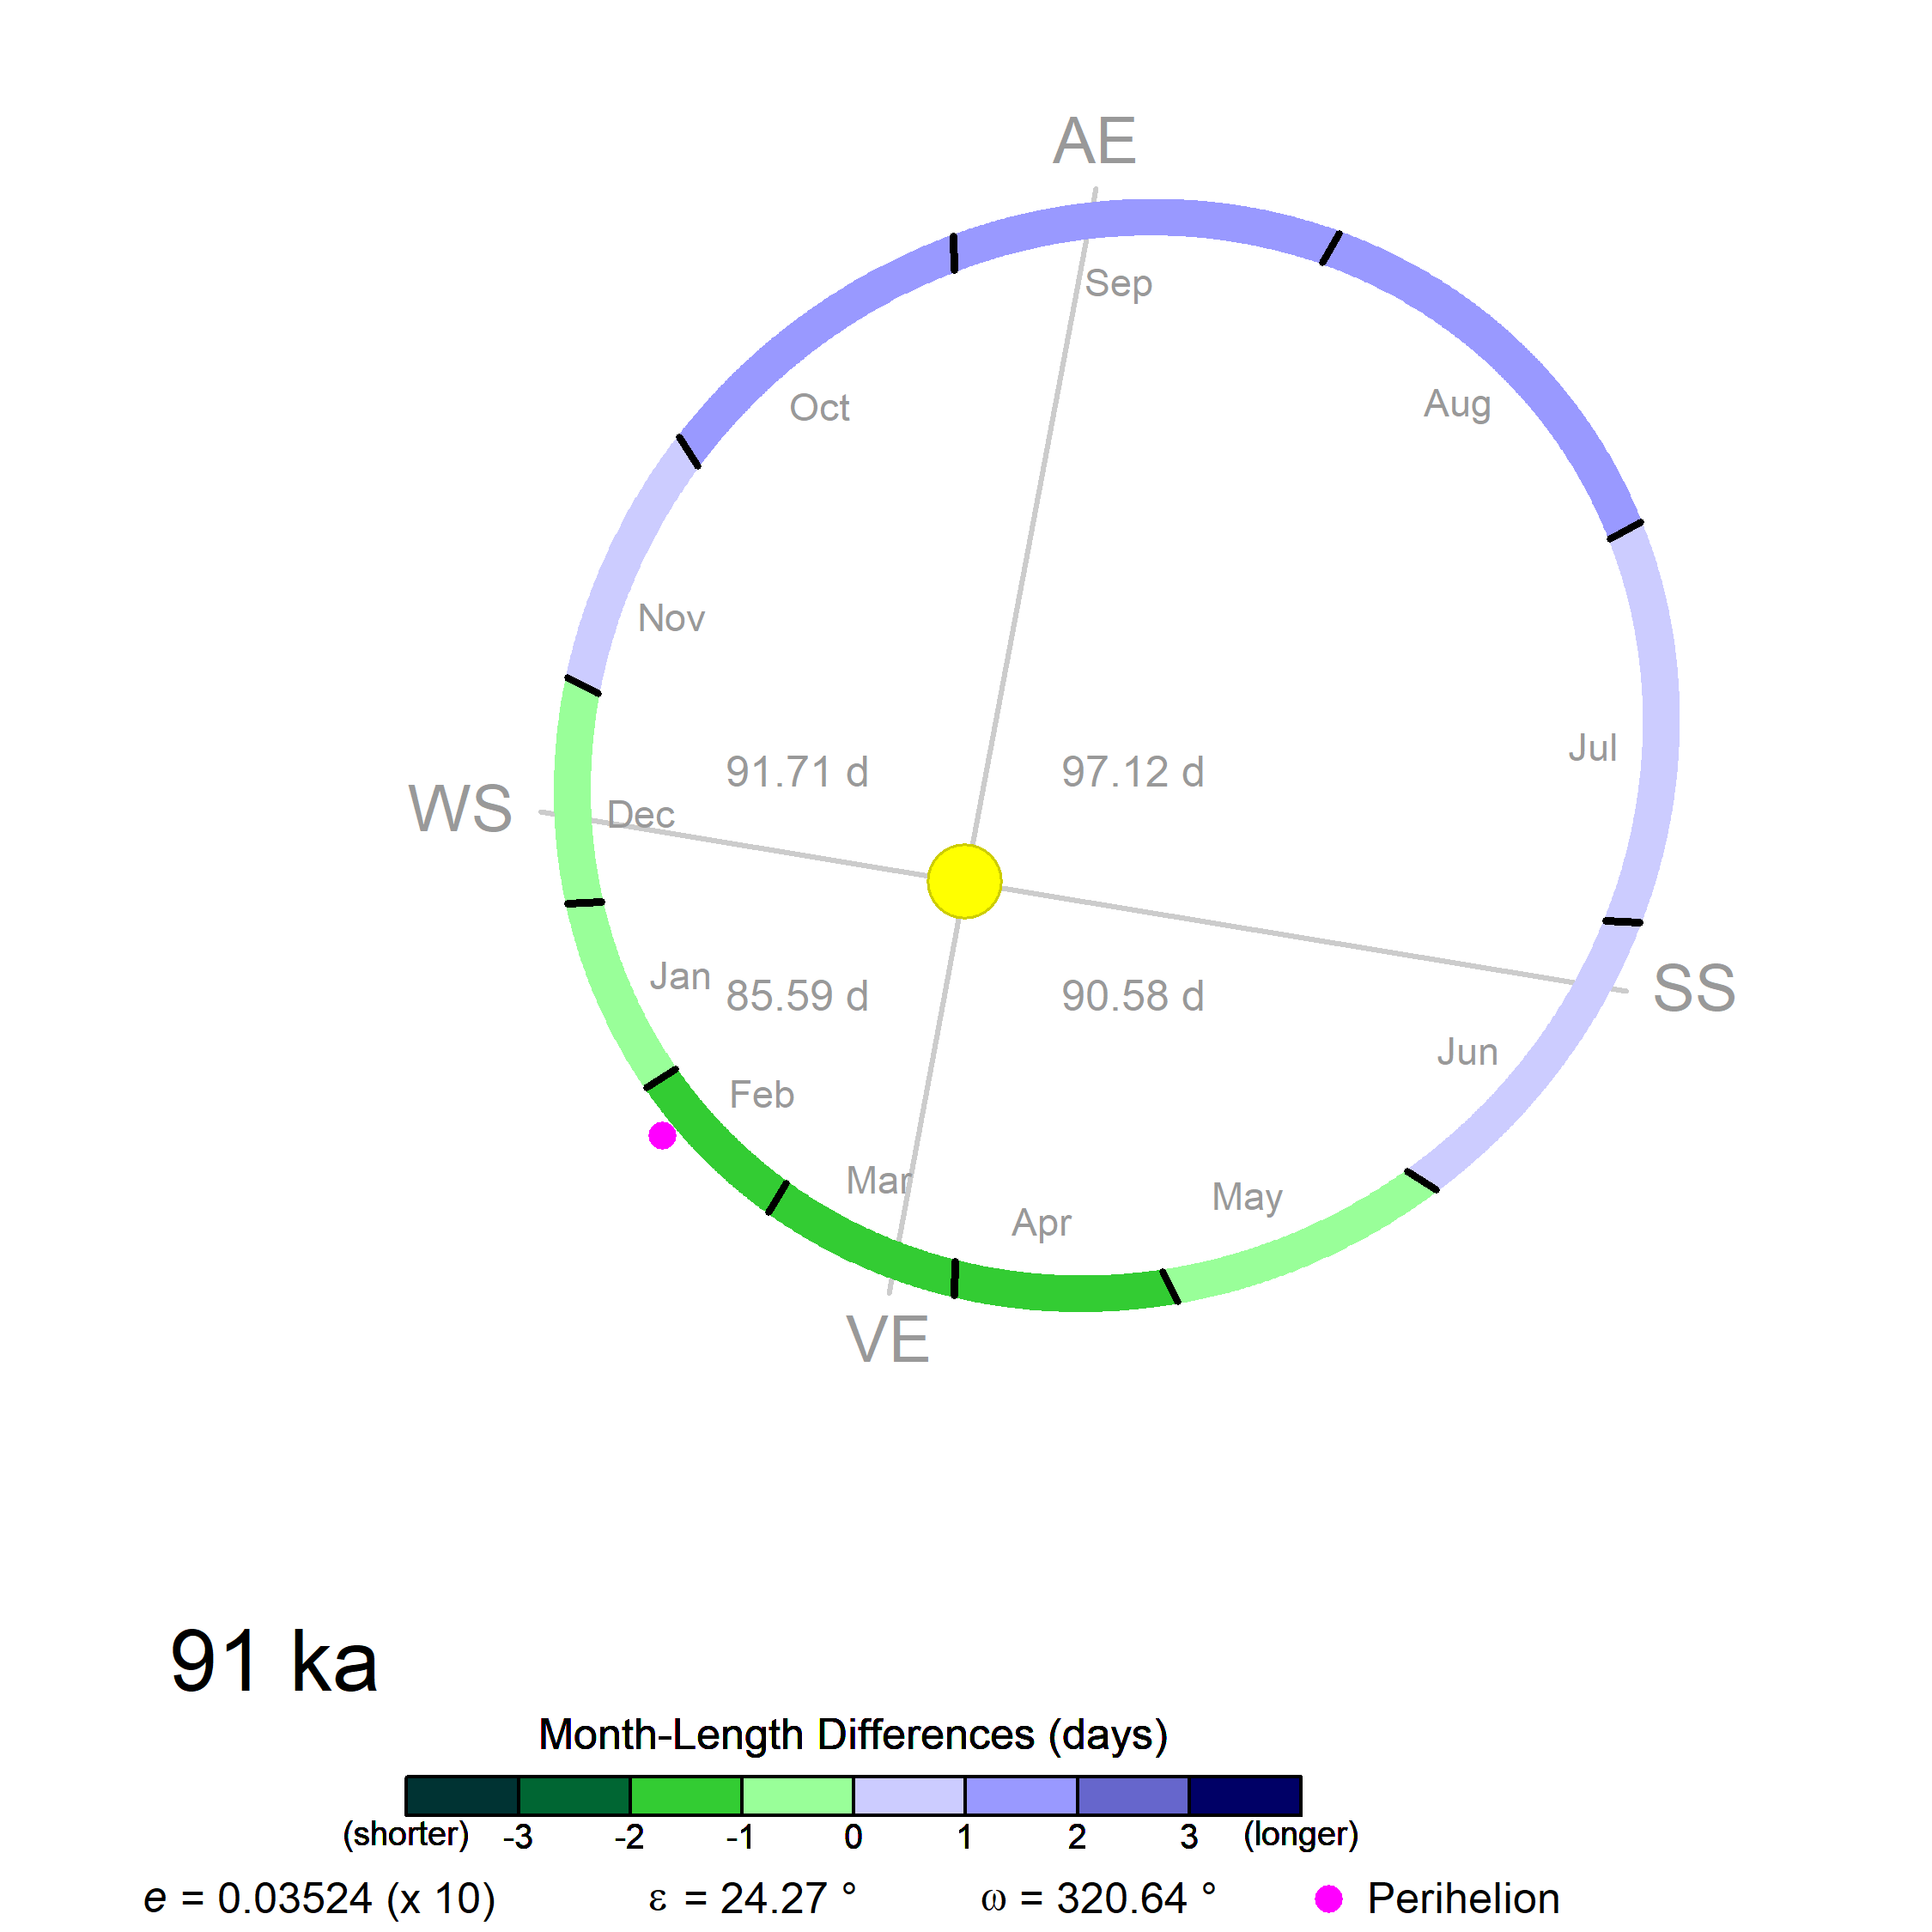 AE
Sep
Oct
Aug
Nov
Jul
91.71 d
97.12 d
WS
Dec
Jan
85.59 d
90.58 d
SS
Jun
Feb
Mar
May
Apr
VE
91 ka
Month-Length Differences (days)
(shorter) -3 -2 -1 0 1 2 3 (longer)
e = 0.03524 (x 10) ε = 24.27 ° ω = 320.64 ° Perihelion